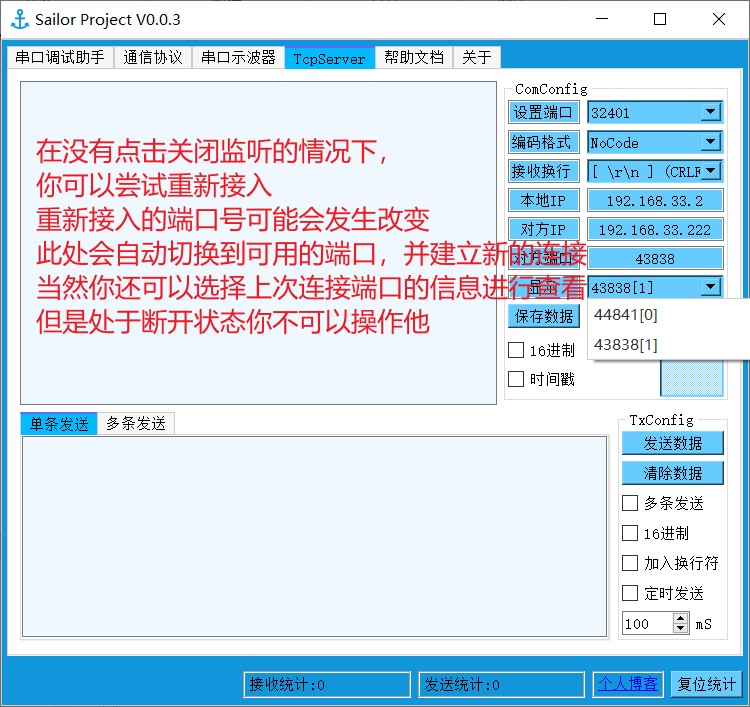 Sailor Project V0.0.3
串口调试助手 通信协议 串口示波器 TcpServer 帮助文档 关于
ComConfig
设置端口 32401
编码格式 NoCode
接收换行 [ \r\n ] (CRLF
本地IP 192.168.33.2
对方IP 192.168.33.222
对方端口 43838
显示 43838[1]
44841[0]
43838[1]
保存数据
16进制
时间戳
在没有点击关闭监听的情况下，
你可以尝试重新接入
重新接入的端口号可能会发生改变
此处会自动切换到可用的端口，并建立新的连接
当然你还可以选择上次连接端口的信息进行查看
但是处于断开状态你不可以操作他
单条发送 多条发送
TxConfig
发送数据
清除数据
多条发送
16进制
加入换行符
定时发送
100 mS
接收统计:0 发送统计:0 个人博客 复位统计